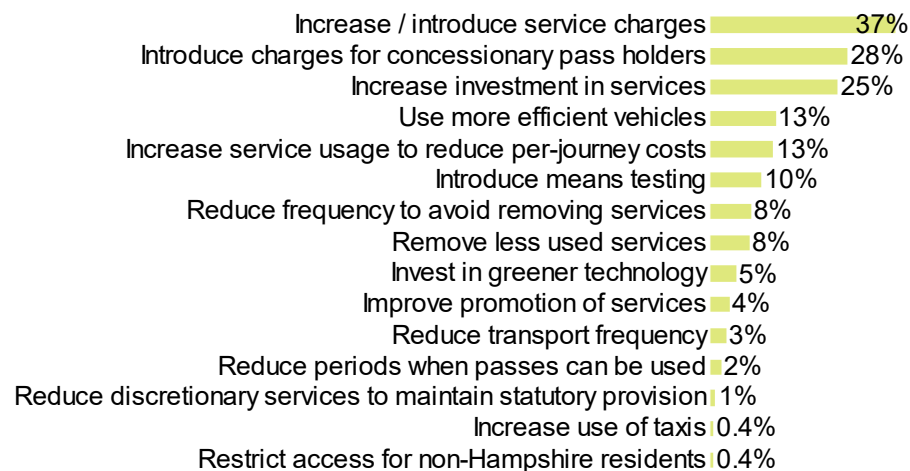 Increase / introduce service charges 37%
Introduce charges for concessionary pass holders 28%
Increase investment in services 25%
Use more efficient vehicles 13%
Increase service usage to reduce per-journey costs 13%
Introduce means testing 10%
Reduce frequency to avoid removing services 8%
Remove less used services 8%
Invest in greener technology 5%
Improve promotion of services 4%
Reduce transport frequency 3%
Reduce periods when passes can be used 2%
Reduce discretionary services to maintain statutory provision 1%
Increase use of taxis 0.4%
Restrict access for non-Hampshire residents 0.4%